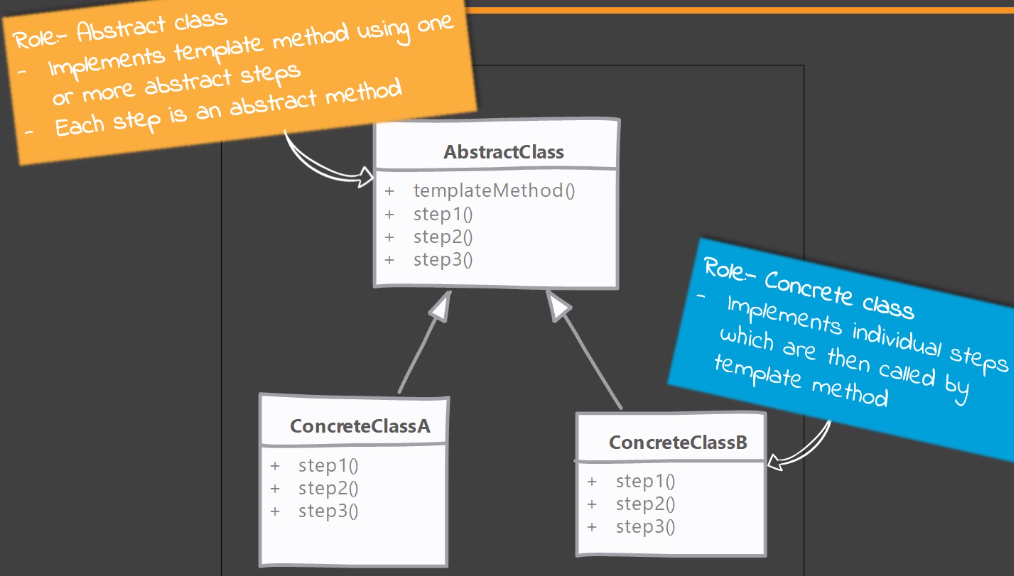 Role:- Abstract class
- Implements template method using one
or more abstract steps
- Each step is an abstract method
AbstractClass
+ templateMethod()
+ step1()
+ step2()
+ step3()
Role:- Concrete class
- Implements individual steps
which are then called by
template method
ConcreteClassA
+ step1()
+ step2()
+ step3()
ConcreteClassB
+ step1()
+ step2()
+ step3()